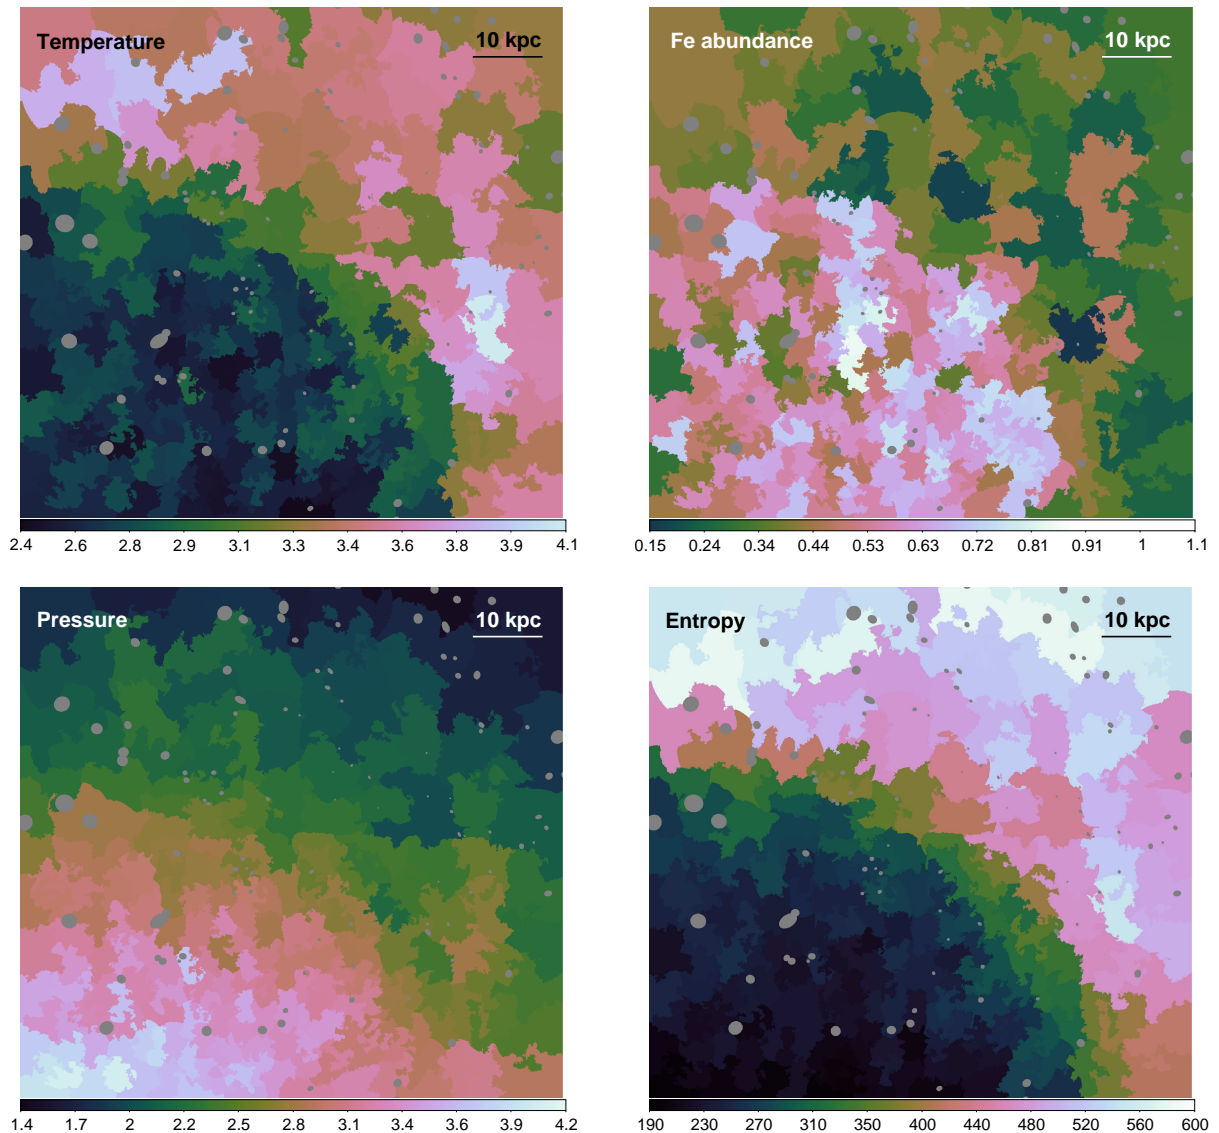 Temperature
10 kpc
2.4 2.6 2.8 2.9 3.1 3.3 3.4 3.6 3.8 3.9 4.1
Fe abundance
10 kpc
0.15 0.24 0.34 0.44 0.53 0.63 0.72 0.81 0.91 1 1.1
Pressure
10 kpc
1.4 1.7 2 2.2 2.5 2.8 3.1 3.4 3.6 3.9 4.2
Entropy
10 kpc
190 230 270 310 350 400 440 480 520 560 600